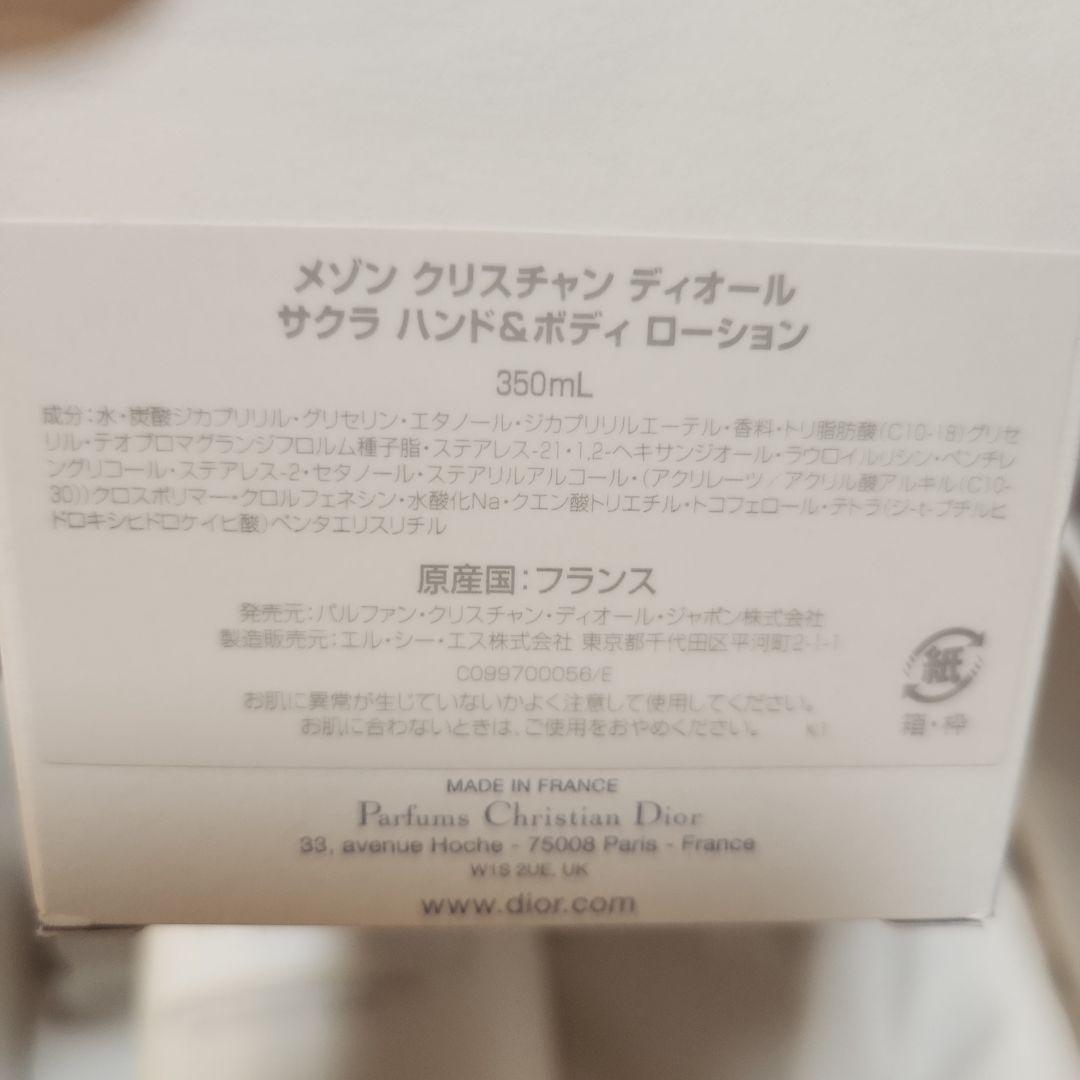 メゾン クリスチャン ディオール
サクラ ハンド&ボディ ローション
350mL
成分：水・炭酸ジカプリリル・グリセリン・エタノール・ジカプリリルエーテル・香料・トリ脂肪酸(C10-18)グリセ
リル・テオブロマグランジフロルム種子脂・ステアレス-21・1,2-ヘキサンジオール・ラウロイルリシン・ペンチレ
ングリコール・ステアレス-2・セタノール・ステアリルアルコール・(アクリレーツ／アクリル酸アルキル(C10-
30))クロスポリマー・クロルフェネシン・水酸化Na・クエン酸トリエチル・トコフェロール・テトラ(ジ-t-ブチルヒ
ドロキシヒドロケイヒ酸)ペンタエリスリチル
原産国：フランス
発売元：パルファン・クリスチャン・ディオール・ジャポン株式会社
製造販売元：エル・シー・エス株式会社 東京都千代田区平河町2-1-1
C099700056/E
お肌に異常が生じていないかよく注意して使用してください。
お肌に合わないときは、ご使用をおやめください。
紙
箱・枠
MADE IN FRANCE
Parfums Christian Dior
33, avenue Hoche - 75008 Paris - France
W1S 2UE, UK
www.dior.com